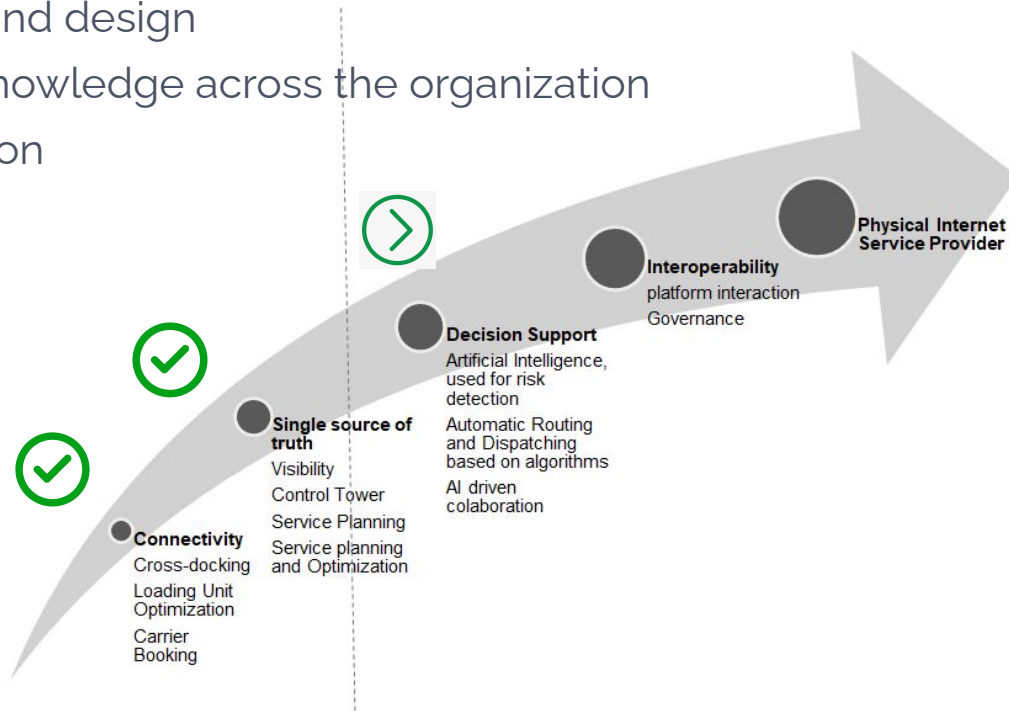 nd design
nowledge across the organization
on
Physical Internet
Service Provider
Interoperability
platform interaction
Governance
Decision Support
Artificial Intelligence,
used for risk
detection
Automatic Routing
and Dispatching
based on algorithms
AI driven
colaboration
Single source of
truth
Visibility
Control Tower
Service Planning
Service planning
and Optimization
Connectivity
Cross-docking
Loading Unit
Optimization
Carrier
Booking